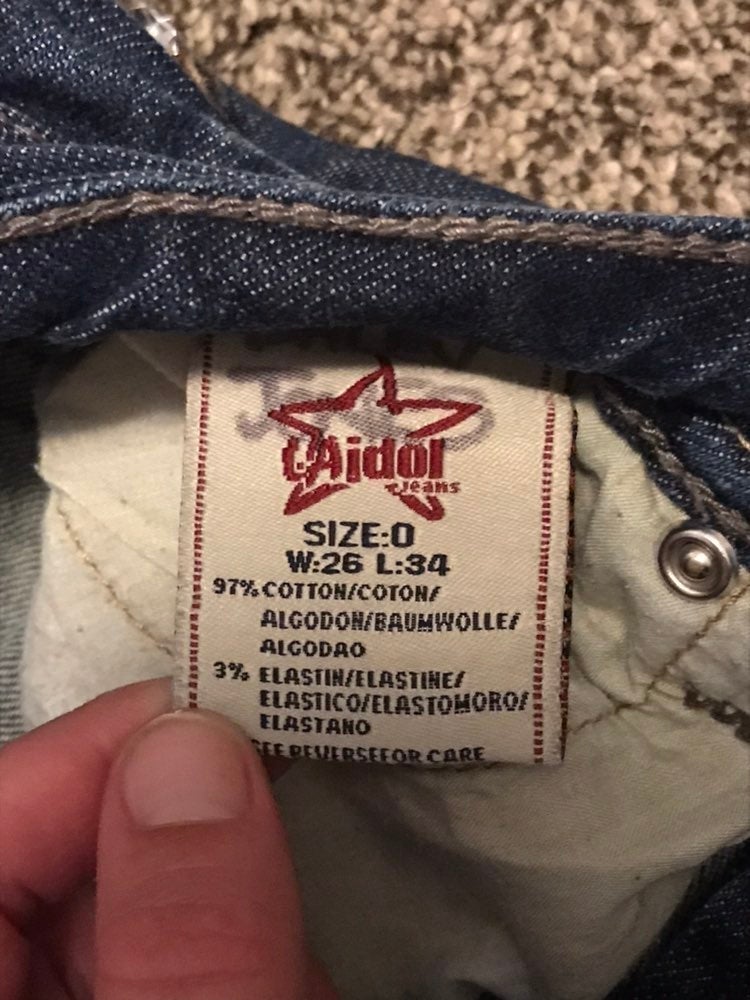 L'Aidol
Jeans
SIZE:0
W:26 L:34
97% COTTON/COTON/
ALGODON/BAUMWOLLE/
ALGODAO
3% ELASTIN/ELASTINE/
ELASTICO/ELASTOMORO/
ELASTANO
SEE REVERSEFOR CARE